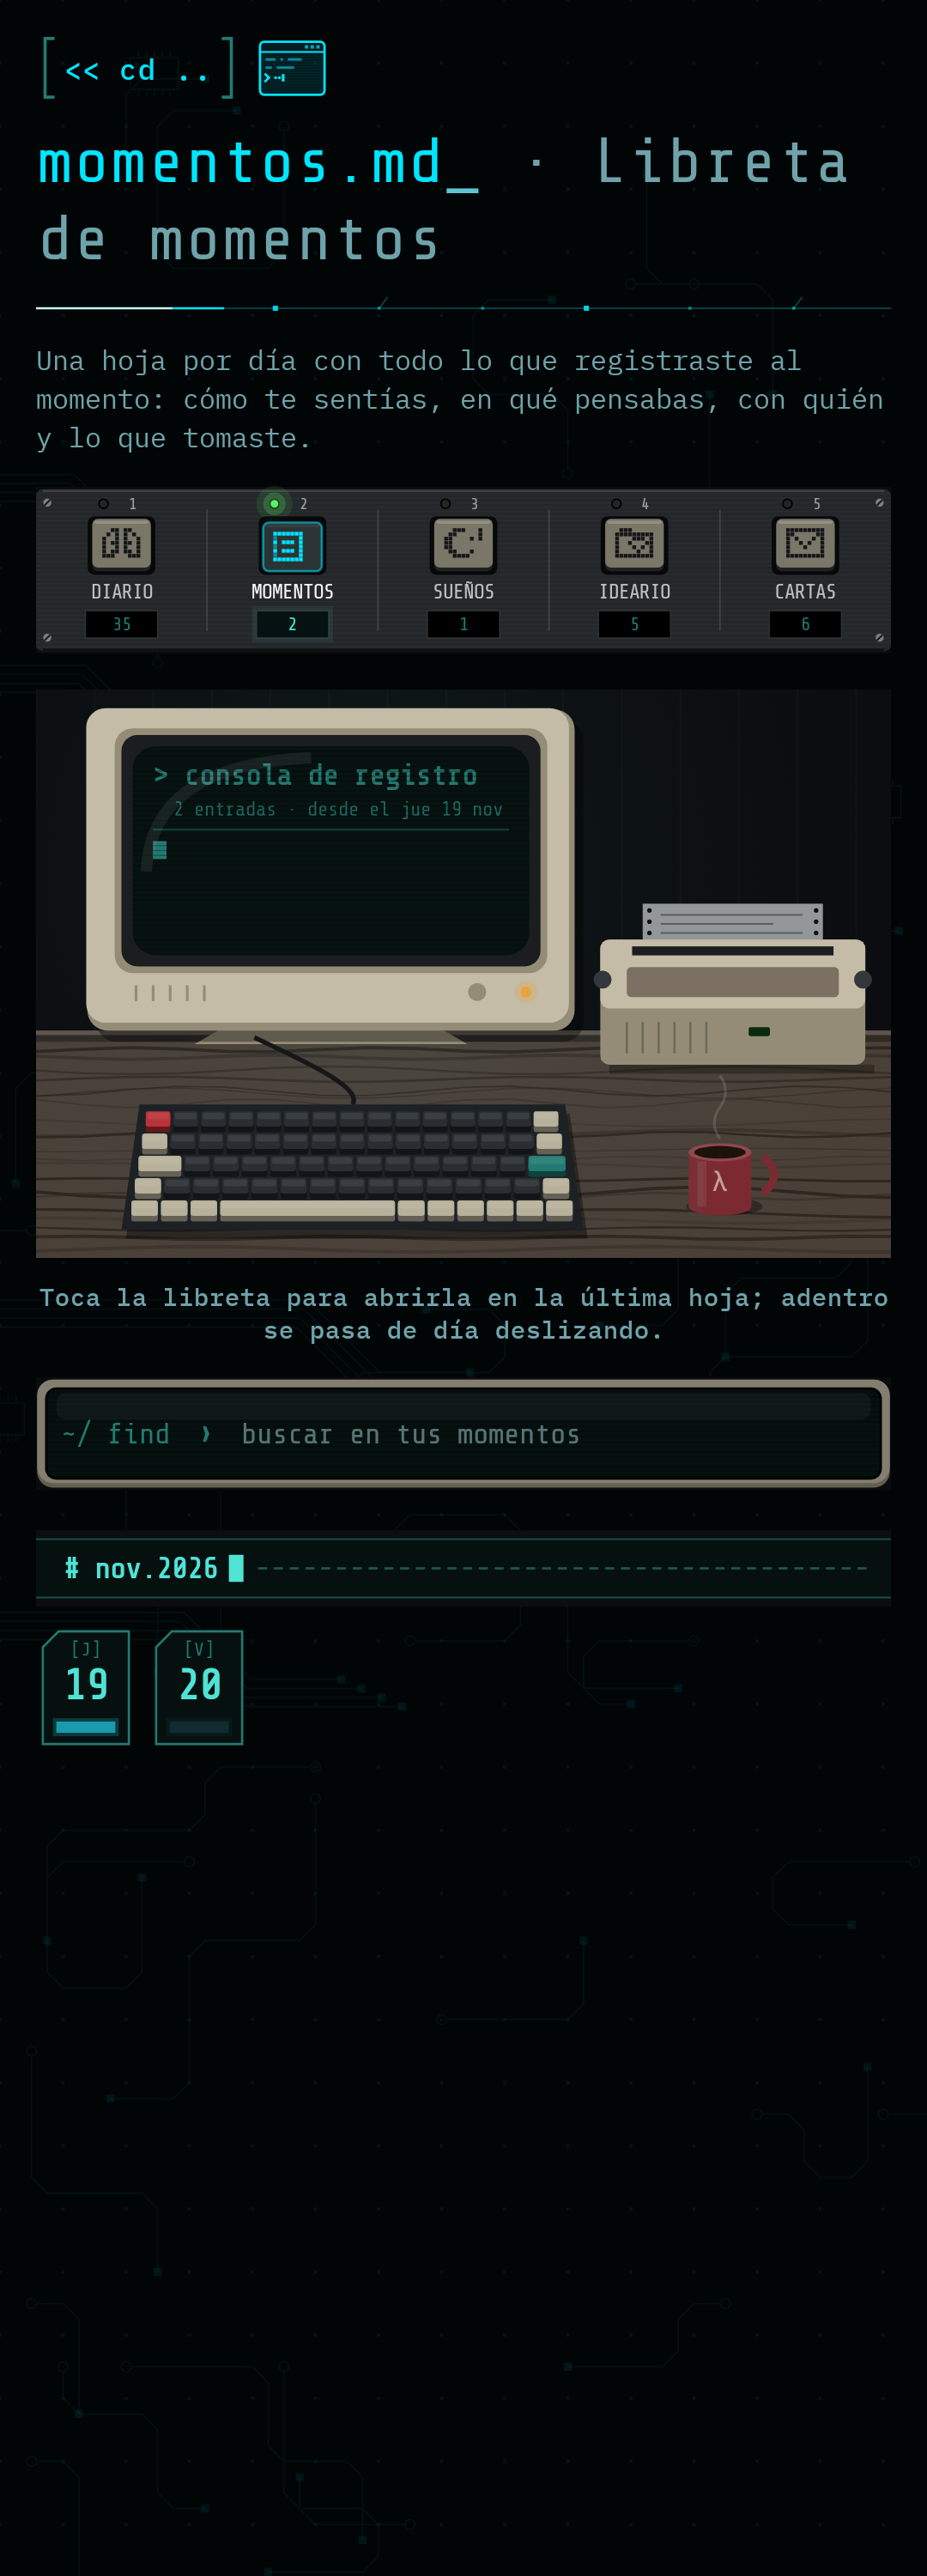 [<< cd ..]
momentos.md_ · Libreta
de momentos
Una hoja por día con todo lo que registraste al
momento: cómo te sentías, en qué pensabas, con quién
y lo que tomaste.
1 2 3 4 5
DIARIO MOMENTOS SUEÑOS IDEARIO CARTAS
35 2 1 5 6
> consola de registro
2 entradas · desde el jue 19 nov
λ
Toca la libreta para abrirla en la última hoja; adentro
se pasa de día deslizando.
~/ find › buscar en tus momentos
# nov.2026
[J] [V]
19 20